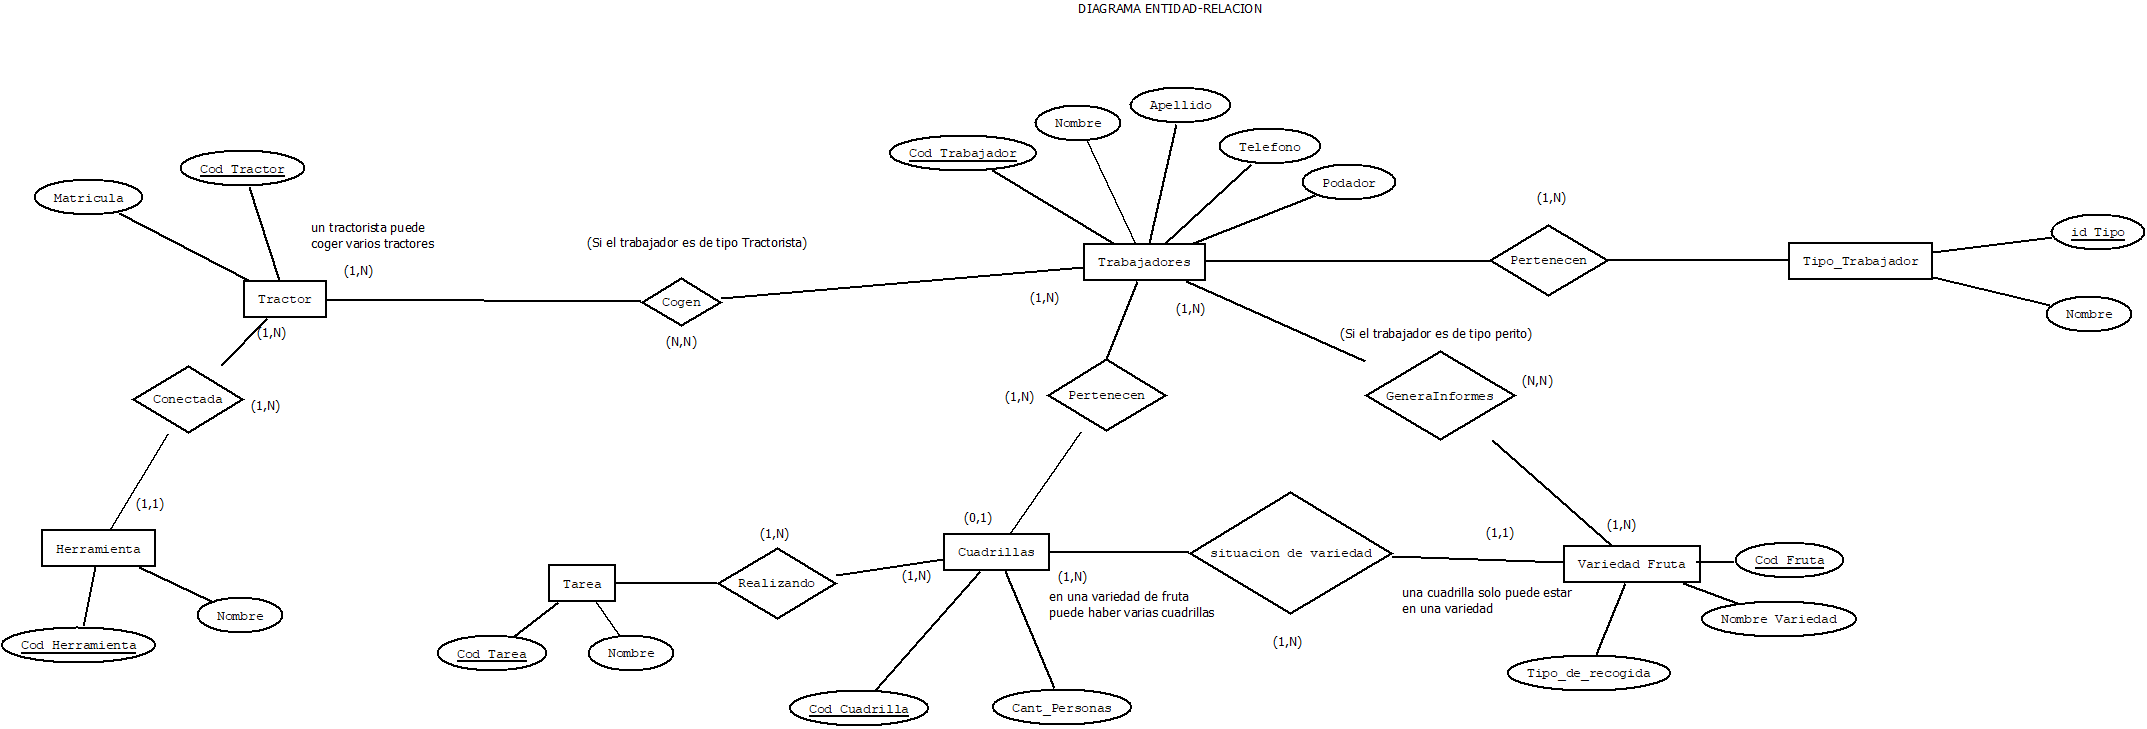 DIAGRAMA ENTIDAD-RELACION
Apellido
Nombre
Telefono
Cod Trabajador
Podador
Cod Tractor
Matricula
un tractorista puede
coger varios tractores
(1,N)
(Si el trabajador es de tipo Tractorista)
(1,N)
id Tipo
Trabajadores
Pertenecen
Tipo_Trabajador
Tractor
Cogen
(1,N)
(1,N)
Nombre
(1,N)
(N,N)
(Si el trabajador es de tipo perito)
Conectada
(1,N)
(1,N)
Pertenecen
GeneraInformes
(N,N)
(1,1)
(0,1)
(1,N)
(1,1)
(1,N)
Herramienta
Cuadrillas
situacion de variedad
Variedad Fruta
Cod Fruta
Tarea
Realizando
(1,N)
(1,N)
en una variedad de fruta
puede haber varias cuadrillas
una cuadrilla solo puede estar
en una variedad
Nombre
Nombre Variedad
Cod Herramienta
Cod Tarea
Nombre
(1,N)
Tipo_de_recogida
Cod Cuadrilla
Cant_Personas